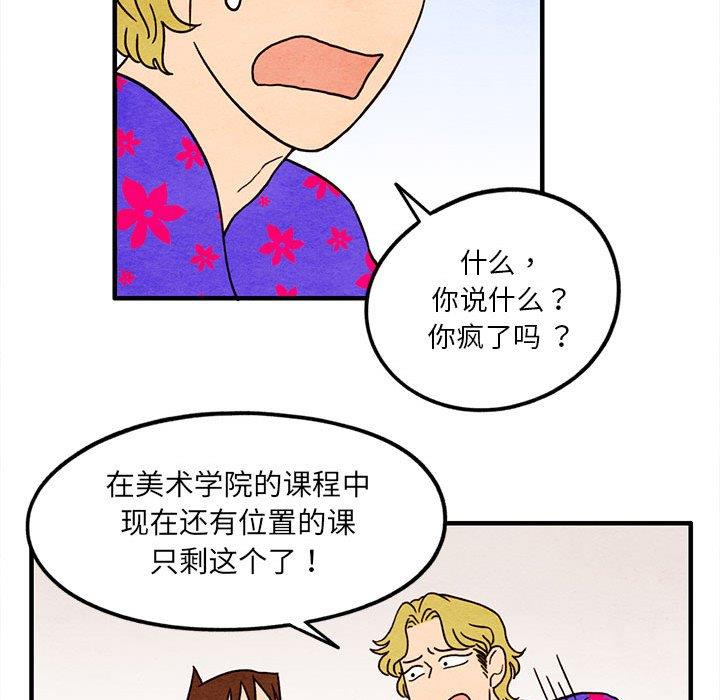 什么，
你说什么？
你疯了吗？
在美术学院的课程中
现在还有位置的课
只剩这个了！